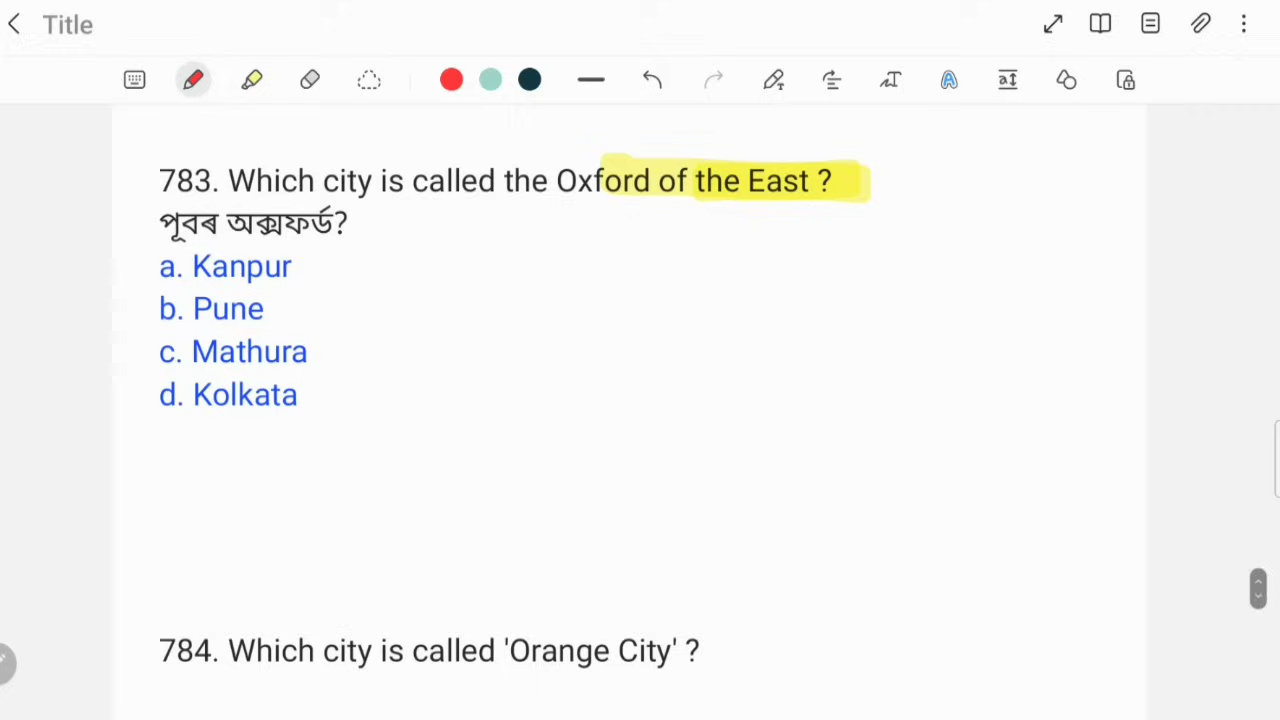 Title
783. Which city is called the Oxford of the East ?
পূবৰ অক্সফৰ্ড?
a. Kanpur
b. Pune
c. Mathura
d. Kolkata
784. Which city is called 'Orange City' ?